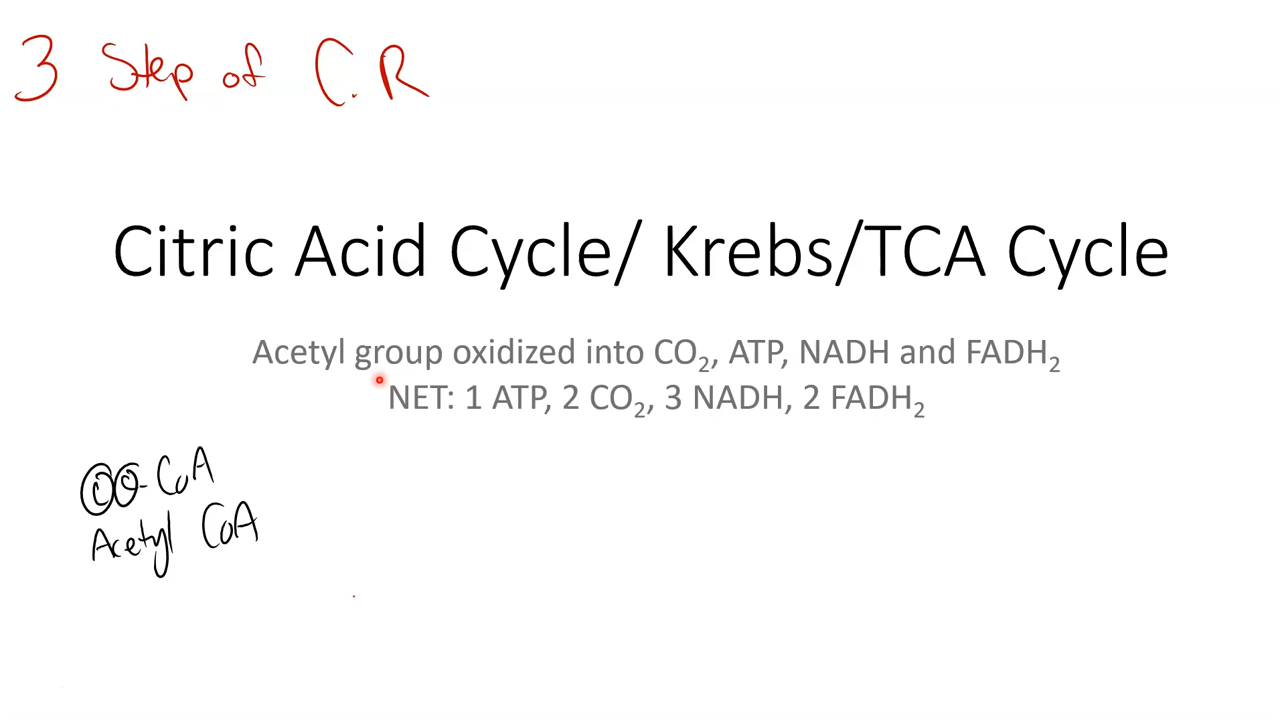 3 Step of C.R
Citric Acid Cycle/ Krebs/TCA Cycle
Acetyl group oxidized into CO₂, ATP, NADH and FADH₂
NET: 1 ATP, 2 CO₂, 3 NADH, 2 FADH₂
CC-CoA
Acetyl CoA